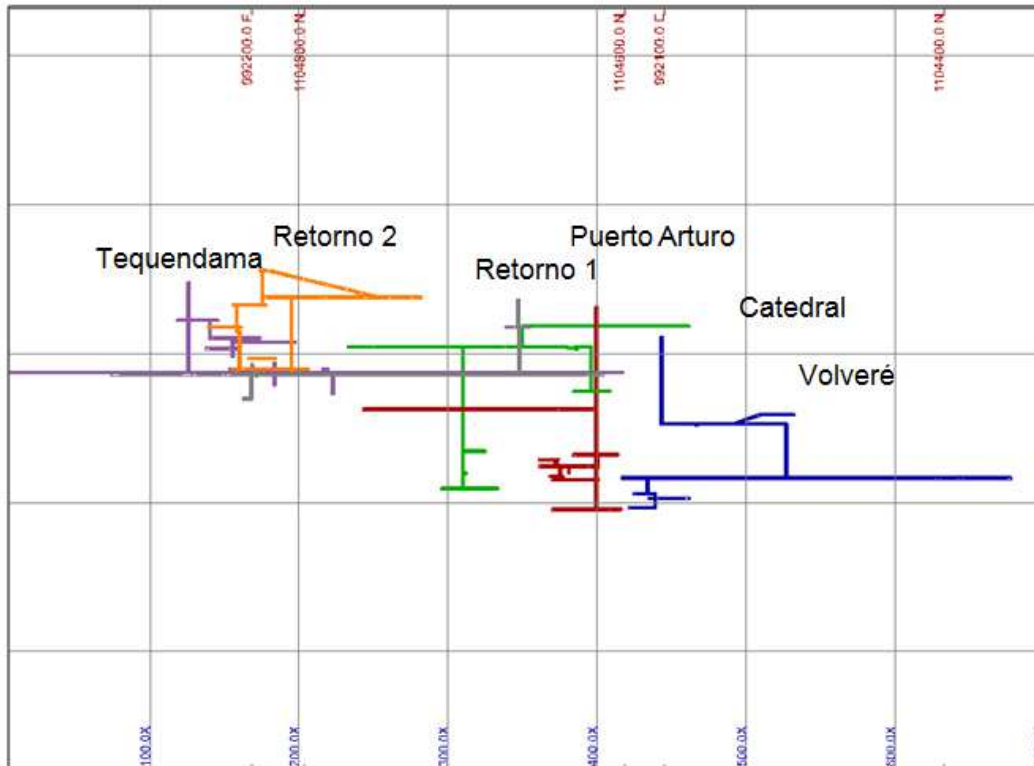 992200.0 E
1104800.0 N
1104600.0 N
992100.0 E
1104400.0 N
Retorno 2
Puerto Arturo
Tequendama
Retorno 1
Catedral
Volveré
100.0X
200.0X
300.0X
400.0X
500.0X
600.0X